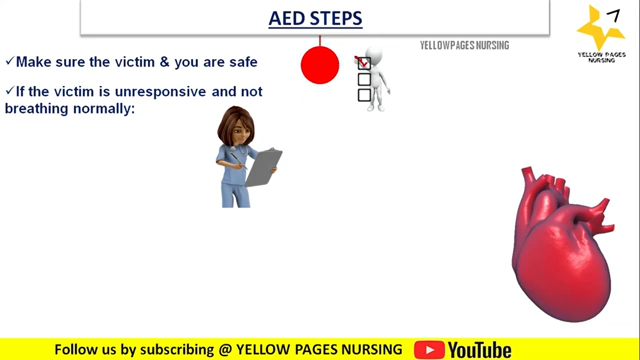 AED STEPS
YELLOWPAGES NURSING
YELLOW PAGES
NURSING
✓Make sure the victim & you are safe
✓If the victim is unresponsive and not
breathing normally:
Follow us by subscribing @ YELLOW PAGES NURSING YouTube